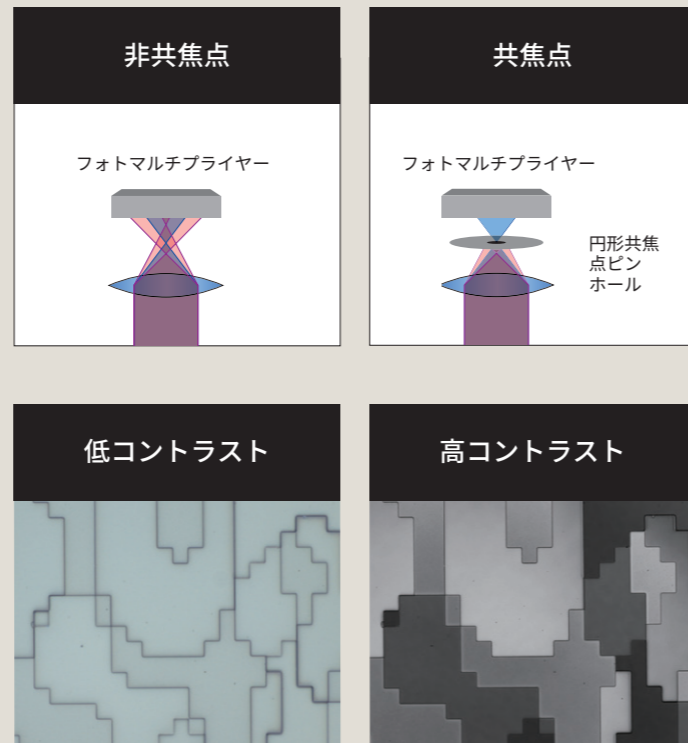 非共焦点
共焦点
フォトマルチプライヤー
フォトマルチプライヤー
円形共焦
点ピン
ホール
低コントラスト
高コントラスト